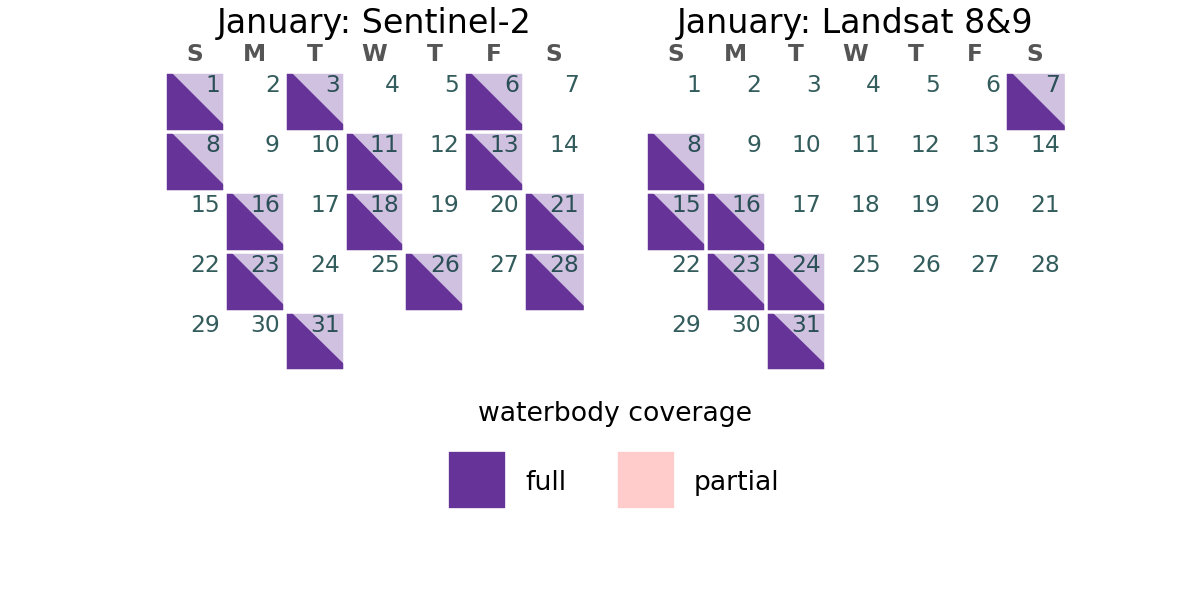 January: Sentinel-2
S M T W T F S
1 2 3 4 5 6 7
8 9 10 11 12 13 14
15 16 17 18 19 20 21
22 23 24 25 26 27 28
29 30 31
January: Landsat 8&9
S M T W T F S
1 2 3 4 5 6 7
8 9 10 11 12 13 14
15 16 17 18 19 20 21
22 23 24 25 26 27 28
29 30 31
waterbody coverage
full partial